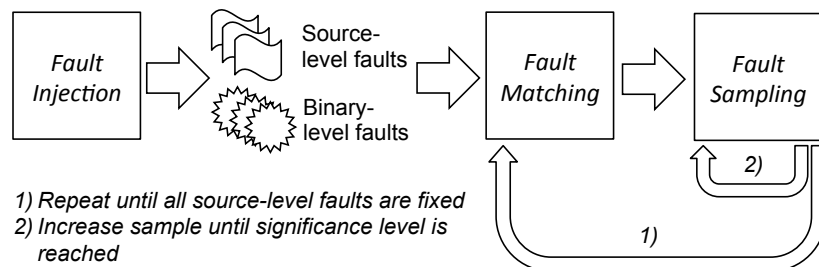 Fault
Injection
Source-
level faults
Binary-
level faults
Fault
Matching
Fault
Sampling
2)
1)
1) Repeat until all source-level faults are fixed
2) Increase sample until significance level is
reached